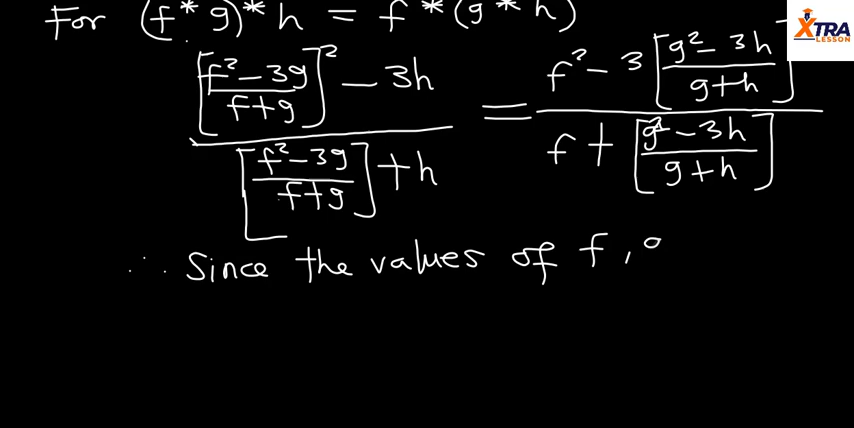 For (f * g) * h = f * (g * h)
[(f² - 3g)/(f + g)]² - 3h / [(f² - 3g)/(f + g)] + h = f² - 3[(g² - 3h)/(g + h)] / f + [(g² - 3h)/(g + h)]
∴ Since the values of f,
XTRA
LESSON